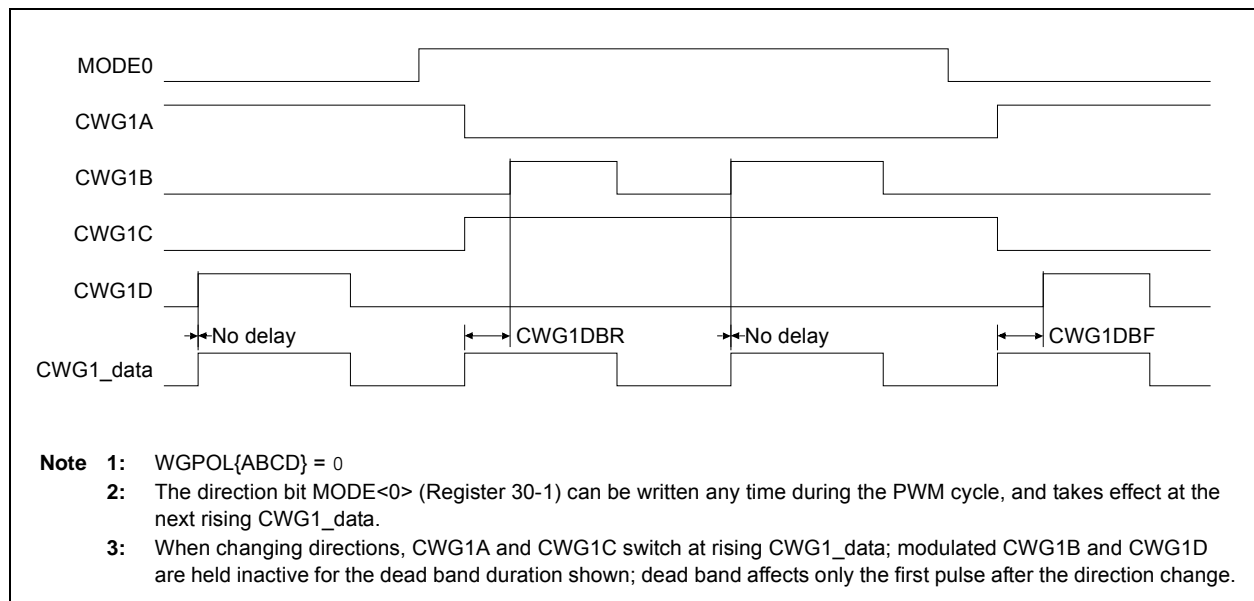 MODE0
CWG1A
CWG1B
CWG1C
CWG1D
No delay CWG1DBR No delay CWG1DBF
CWG1_data
Note 1: WGPOL{ABCD} = 0
2: The direction bit MODE<0> (Register 30-1) can be written any time during the PWM cycle, and takes effect at the
next rising CWG1_data.
3: When changing directions, CWG1A and CWG1C switch at rising CWG1_data; modulated CWG1B and CWG1D
are held inactive for the dead band duration shown; dead band affects only the first pulse after the direction change.